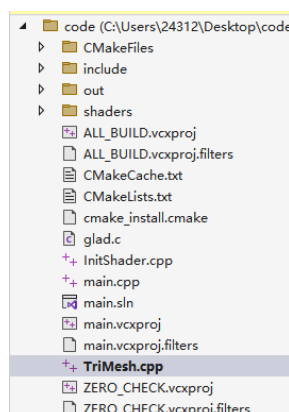 code (C:\Users\24312\Desktop\code
CMakeFiles
include
out
shaders
ALL_BUILD.vcxproj
ALL_BUILD.vcxproj.filters
CMakeCache.txt
CMakeLists.txt
cmake_install.cmake
glad.c
InitShader.cpp
main.cpp
main.sln
main.vcxproj
main.vcxproj.filters
TriMesh.cpp
ZERO_CHECK.vcxproj
ZERO_CHECK.vcxproj.filters